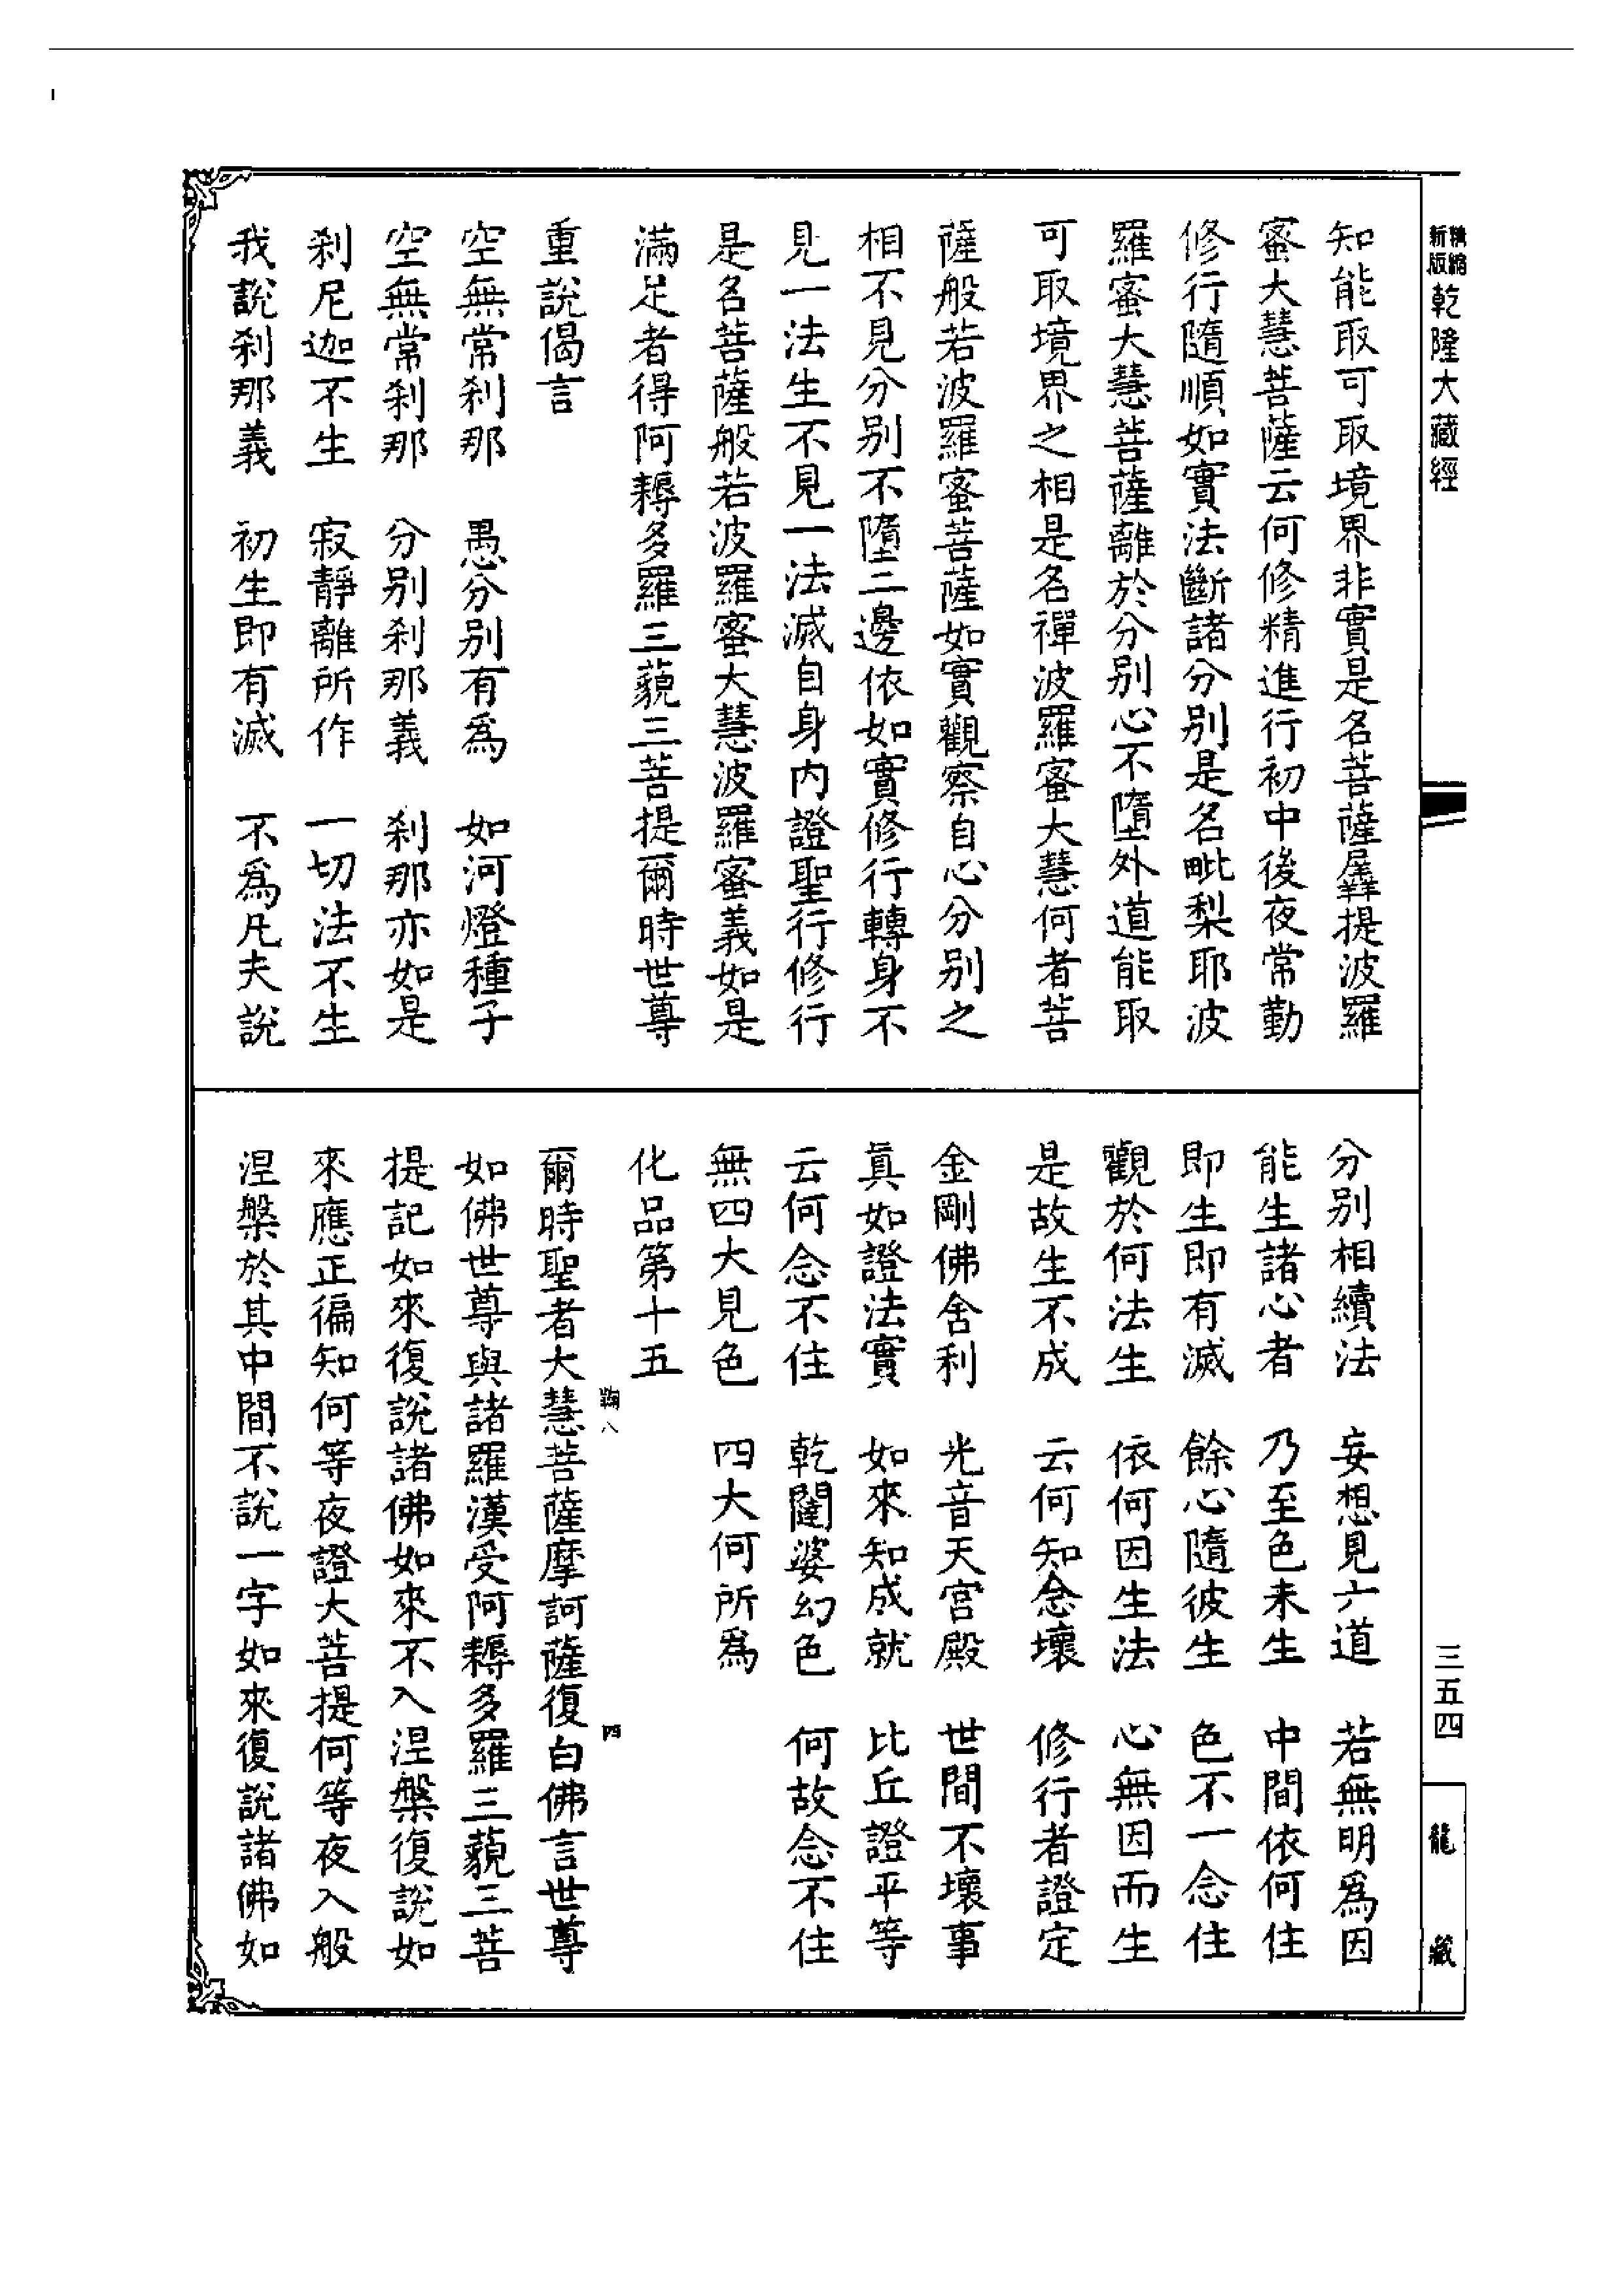 精縮新版乾隆大藏經
知能取可取境界非實是名菩薩羼提波羅
蜜大慧菩薩云何修精進行初中後夜常勤
修行隨順如實法斷諸分別是名毗梨耶波
羅蜜大慧菩薩離於分別心不墮外道能取
可取境界之相是名禪波羅蜜大慧何者菩
薩般若波羅蜜菩薩如實觀察自心分別之
相不見分別不墮二邊依如實修行轉身不
見一法生不見一法滅自身內證聖行修行
是名菩薩般若波羅蜜大慧波羅蜜義如是
滿足者得阿耨多羅三藐三菩提爾時世尊
重說偈言
空無常刹那　愚分別有爲　如河燈種子
空無常刹那　分別刹那義　刹那亦如是
刹尼迦不生　寂靜離所作　一切法不生
我說刹那義　初生即有滅　不爲凡夫說
分別相續法　妄想見六道　若無明爲因
能生諸心者　乃至色未生　中間依何住
即生即有滅　餘心隨彼生　色不一念住
觀於何法生　依何因生法　心無因而生
是故生不成　云何知念壞　修行者證定
金剛佛舍利　光音天宮殿　世間不壞事
真如證法實　如來知成就　比丘證平等
云何念不住　乾闥婆幻色　何故念不住
無四大見色　四大何所爲
化品第十五
鞠八　四
爾時聖者大慧菩薩摩訶薩復白佛言世尊
如佛世尊與諸羅漢受阿耨多羅三藐三菩
提記如來復說諸佛如來不入涅槃復說如
來應正徧知何等夜證大菩提何等夜入般
涅槃於其中間不說一字如來復說諸佛如
三五四
龍藏